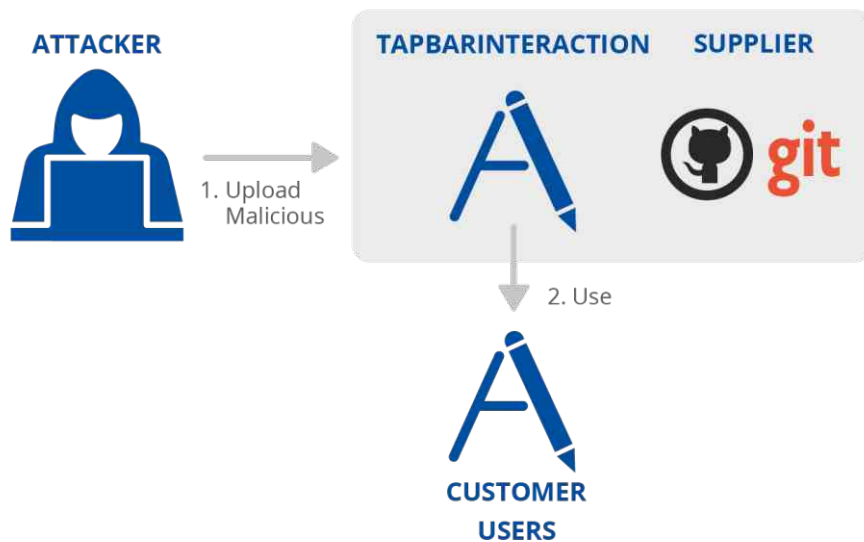 ATTACKER
TAPBARINTERACTION
SUPPLIER
1. Upload
Malicious
git
2. Use
CUSTOMER
USERS